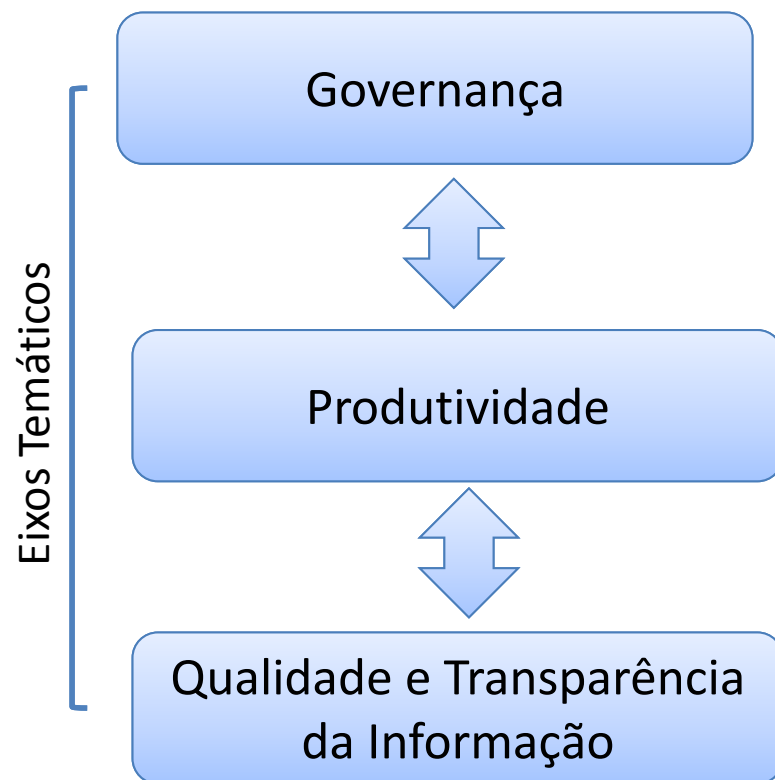 Governança
Eixos Temáticos
Produtividade
Qualidade e Transparência
da Informação